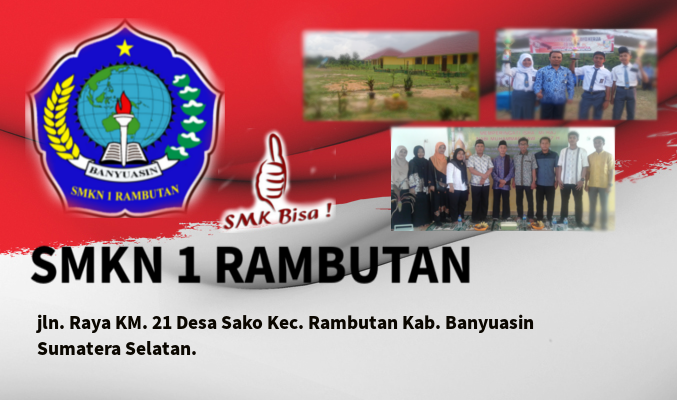 BANYUASIN
SMKN 1 RAMBUTAN
SMK Bisa !
SMKN 1 RAMBUTAN
jln. Raya KM. 21 Desa Sako Kec. Rambutan Kab. Banyuasin
Sumatera Selatan.